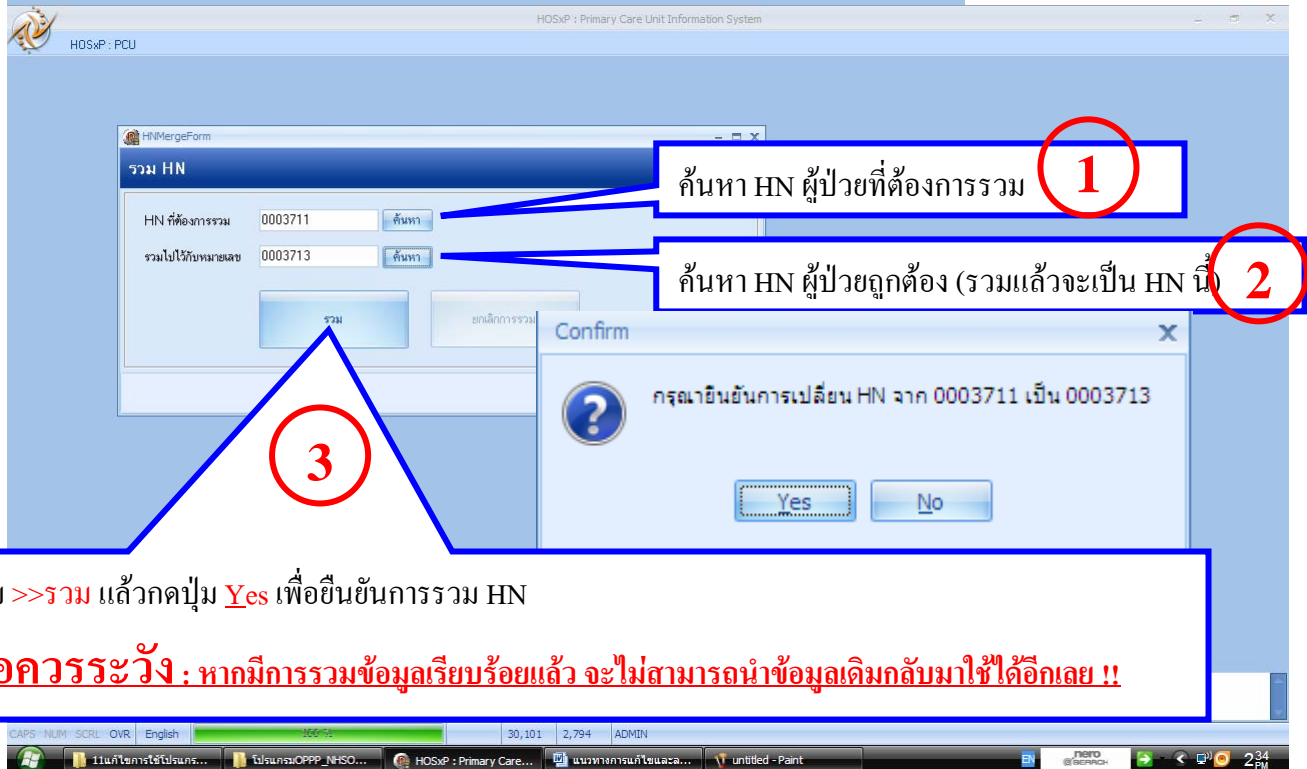 HOSxP : Primary Care Unit Information System
HOSxP : PCU
HNMergeForm
รวม HN
HN ที่ต้องการรวม 0003711 ค้นหา
รวมไปไว้กับหมายเลข 0003713 ค้นหา
รวม ยกเลิกการรวม
ค้นหา HN ผู้ป่วยที่ต้องการรวม 1
ค้นหา HN ผู้ป่วยถูกต้อง (รวมแล้วจะเป็น HN นี้) 2
Confirm
กรุณายืนยันการเปลี่ยน HN จาก 0003711 เป็น 0003713
Yes No
3
>>รวม แล้วกดปุ่ม Yes เพื่อยืนยันการรวม HN
อควรระวัง : หากมีการรวมข้อมูลเรียบร้อยแล้ว จะไม่สามารถนำข้อมูลเดิมกลับมาใช้ได้อีกเลย !!
CAPS NUM SCRL OVR English 30,101 2,794 ADMIN
11แก้ไขการใช้โปรแกร... โปรแกรมOPPP_NHSO... HOSxP : Primary Care... แนวทางการแก้ไขและล... untitled - Paint EN nero SEARCH 2:34 PM